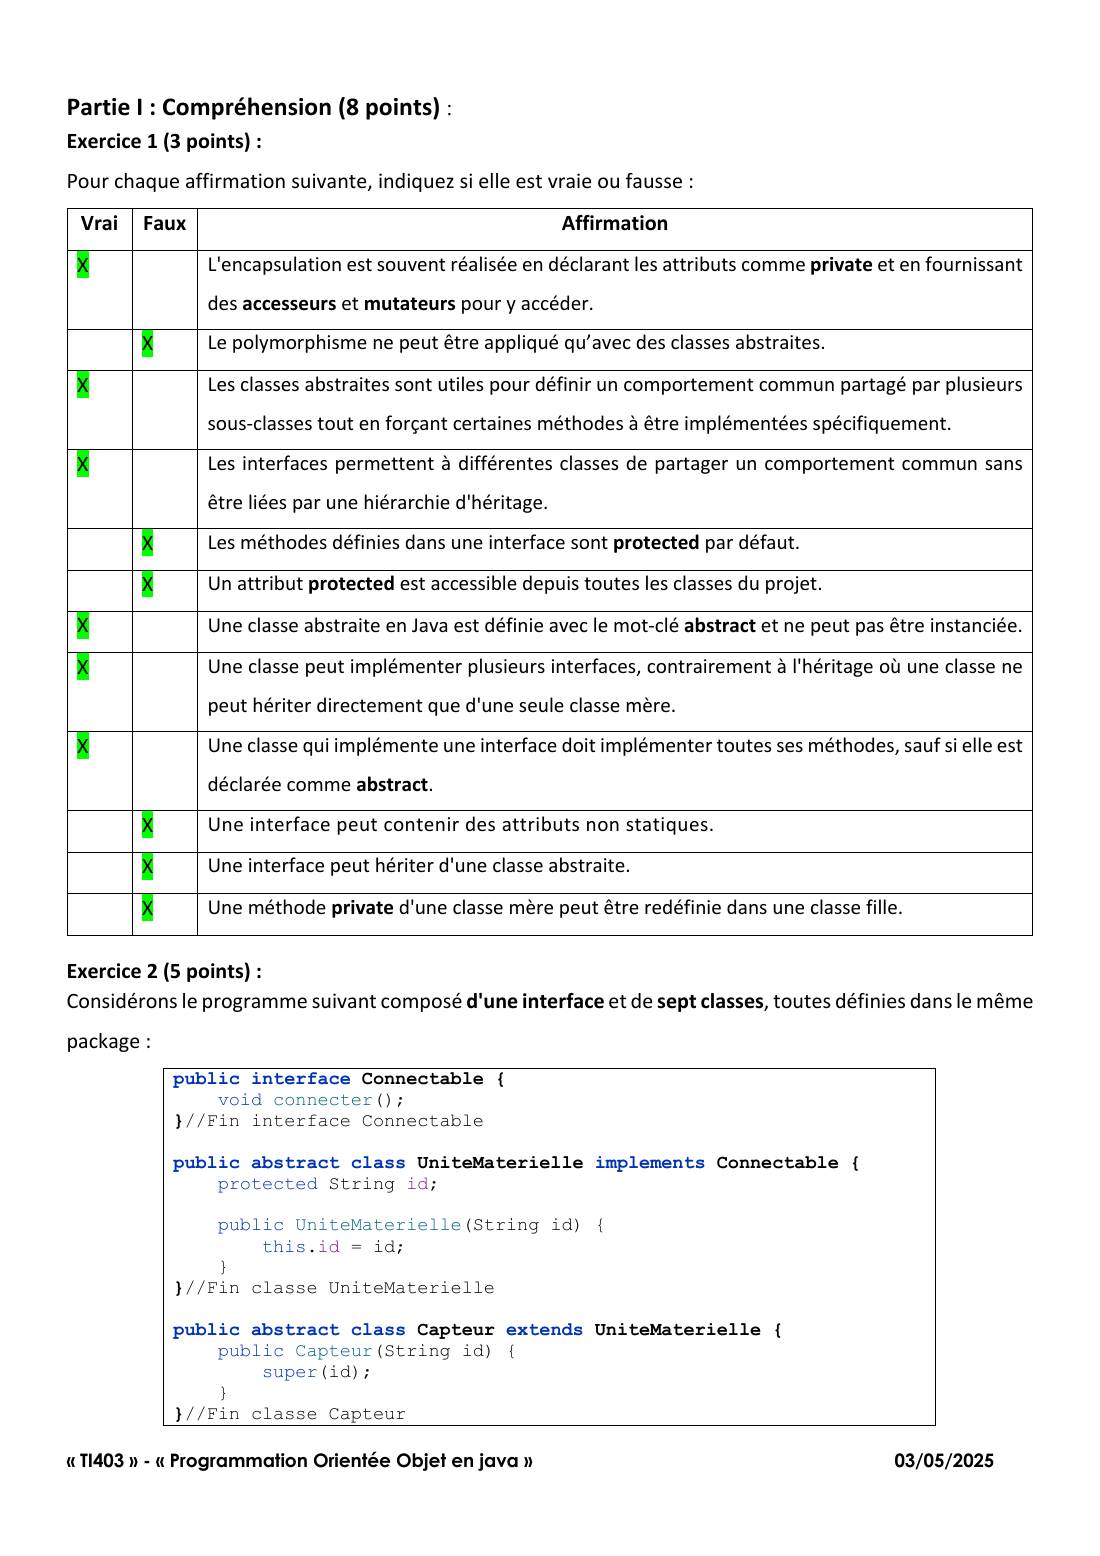 Partie I : Compréhension (8 points) :
Exercice 1 (3 points) :
Pour chaque affirmation suivante, indiquez si elle est vraie ou fausse :
Vrai Faux Affirmation
X L'encapsulation est souvent réalisée en déclarant les attributs comme private et en fournissant
des accesseurs et mutateurs pour y accéder.
X Le polymorphisme ne peut être appliqué qu’avec des classes abstraites.
X Les classes abstraites sont utiles pour définir un comportement commun partagé par plusieurs
sous-classes tout en forçant certaines méthodes à être implémentées spécifiquement.
X Les interfaces permettent à différentes classes de partager un comportement commun sans
être liées par une hiérarchie d'héritage.
X Les méthodes définies dans une interface sont protected par défaut.
X Un attribut protected est accessible depuis toutes les classes du projet.
X Une classe abstraite en Java est définie avec le mot-clé abstract et ne peut pas être instanciée.
X Une classe peut implémenter plusieurs interfaces, contrairement à l'héritage où une classe ne
peut hériter directement que d'une seule classe mère.
X Une classe qui implémente une interface doit implémenter toutes ses méthodes, sauf si elle est
déclarée comme abstract.
X Une interface peut contenir des attributs non statiques.
X Une interface peut hériter d'une classe abstraite.
X Une méthode private d'une classe mère peut être redéfinie dans une classe fille.
Exercice 2 (5 points) :
Considérons le programme suivant composé d'une interface et de sept classes, toutes définies dans le même
package :
public interface Connectable {
    void connecter();
}//Fin interface Connectable
public abstract class UniteMaterielle implements Connectable {
    protected String id;
    public UniteMaterielle(String id) {
        this.id = id;
    }
}//Fin classe UniteMaterielle
public abstract class Capteur extends UniteMaterielle {
    public Capteur(String id) {
        super(id);
    }
}//Fin classe Capteur
« TI403 » - « Programmation Orientée Objet en java » 03/05/2025